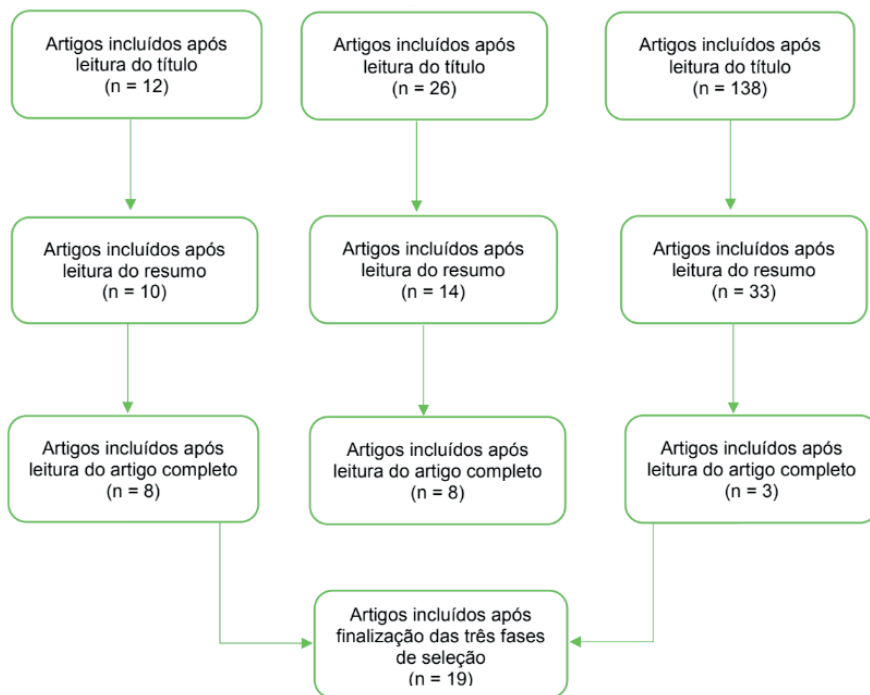 Artigos incluídos após
leitura do título
(n = 12)
Artigos incluídos após
leitura do título
(n = 26)
Artigos incluídos após
leitura do título
(n = 138)
Artigos incluídos após
leitura do resumo
(n = 10)
Artigos incluídos após
leitura do resumo
(n = 14)
Artigos incluídos após
leitura do resumo
(n = 33)
Artigos incluídos após
leitura do artigo completo
(n = 8)
Artigos incluídos após
leitura do artigo completo
(n = 8)
Artigos incluídos após
leitura do artigo completo
(n = 3)
Artigos incluídos após
finalização das três fases
de seleção
(n = 19)